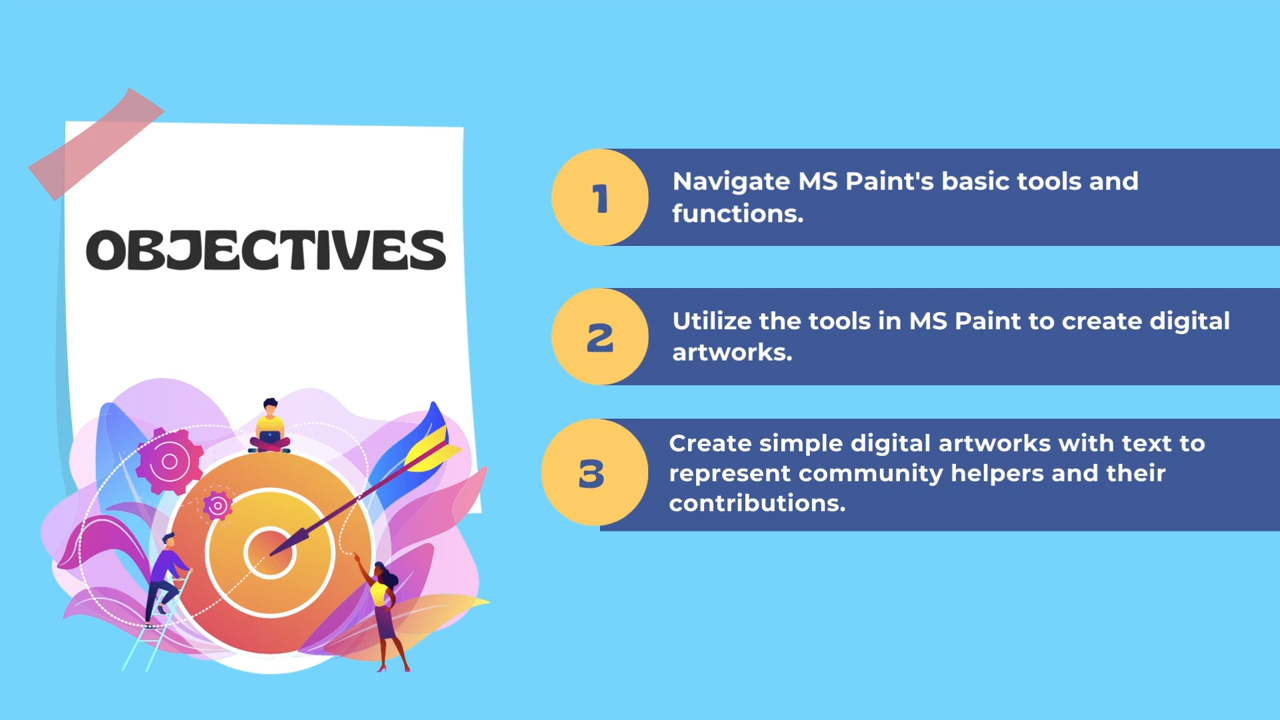 OBJECTIVES
1
Navigate MS Paint's basic tools and
functions.
2
Utilize the tools in MS Paint to create digital
artworks.
3
Create simple digital artworks with text to
represent community helpers and their
contributions.